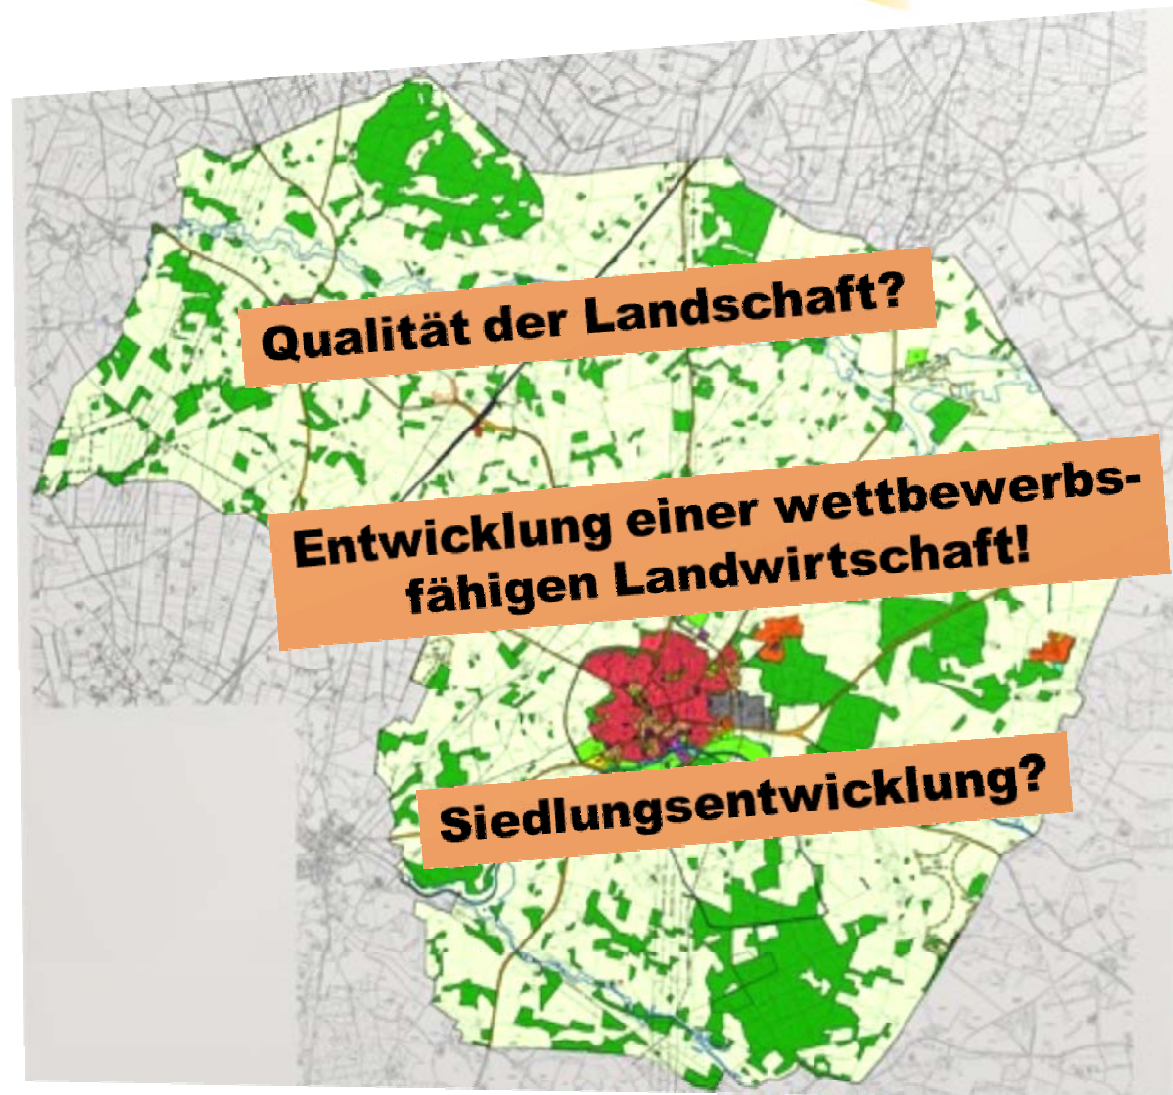 Qualität der Landschaft?
Entwicklung einer wettbewerbs-
fähigen Landwirtschaft!
Siedlungsentwicklung?